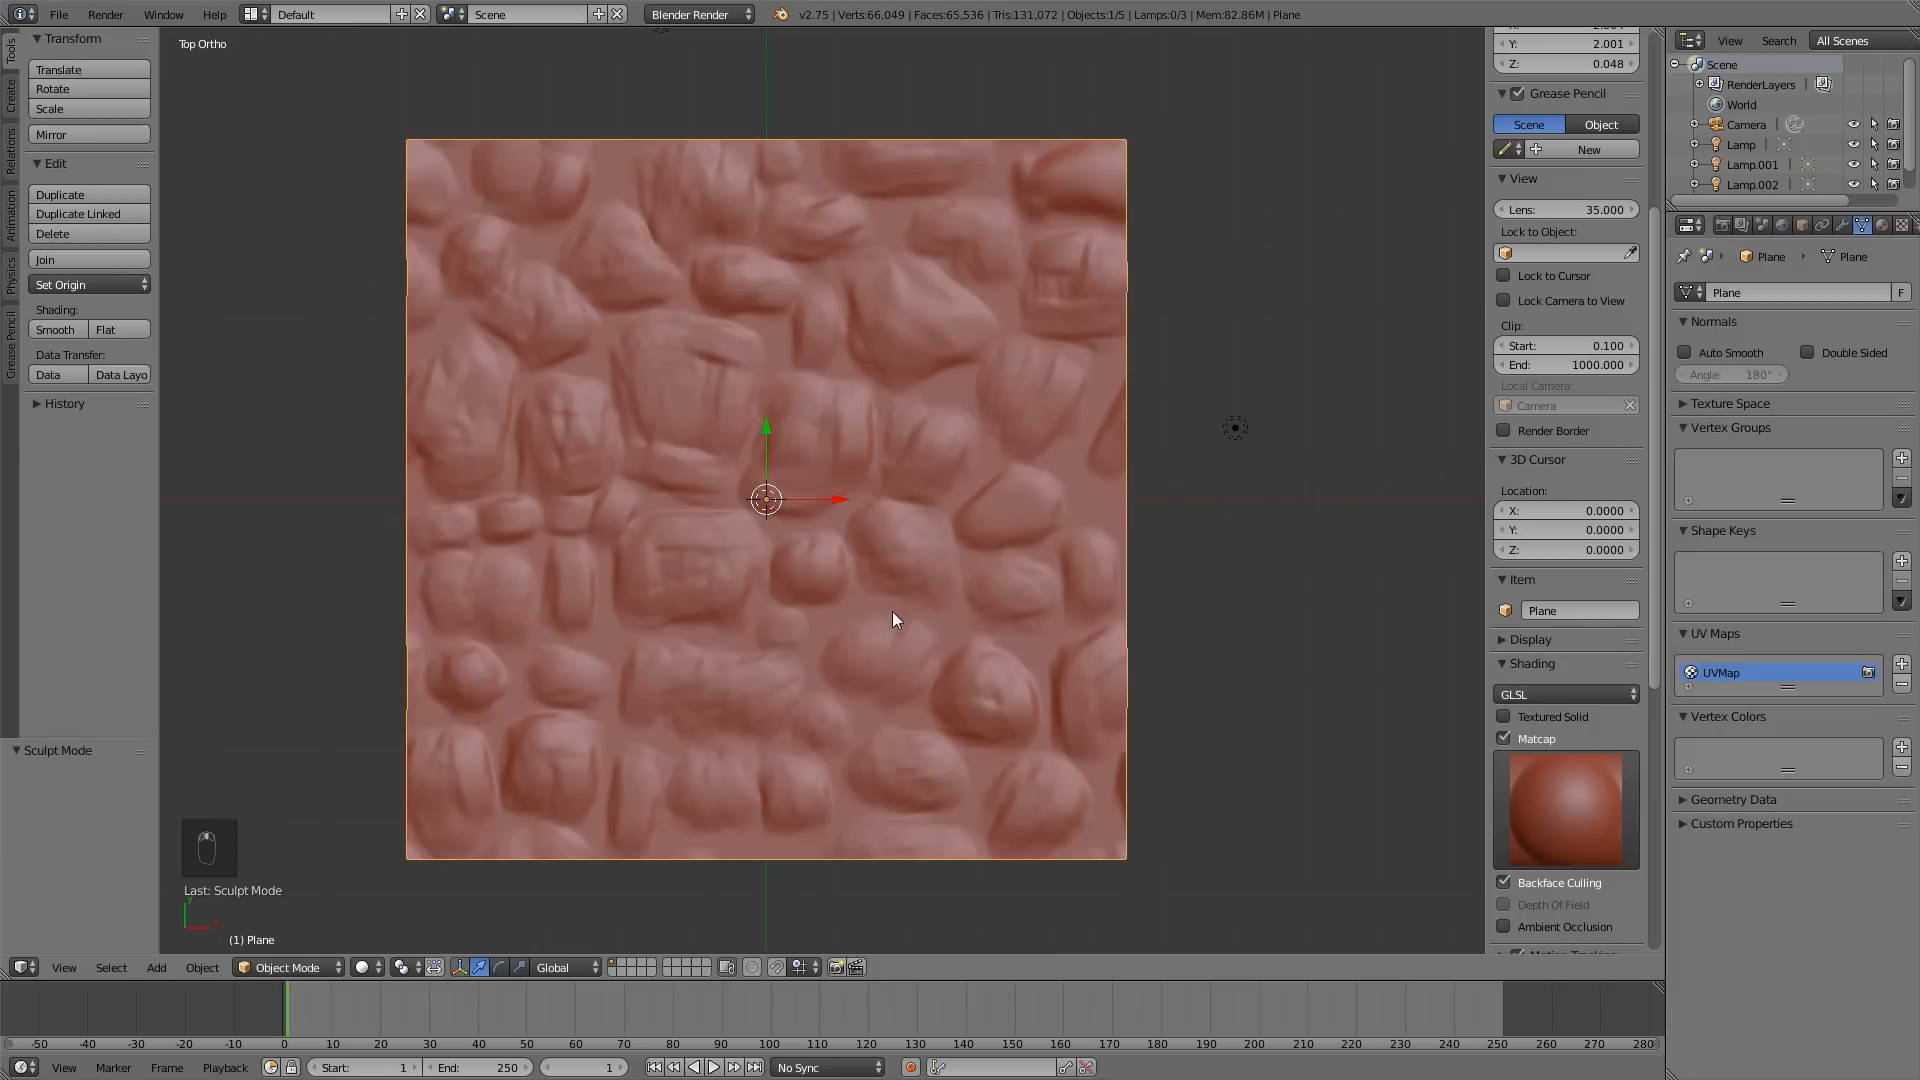 File Render Window Help Default Scene Blender Render v2.75 | Verts:66,049 | Faces:65,536 | Tris:131,072 | Objects:1/5 | Lamps:0/3 | Mem:82.86M | Plane
Tools
Create
Relations
Animation
Physics
Grease Pencil
Transform
Translate
Rotate
Scale
Mirror
Edit
Duplicate
Duplicate Linked
Delete
Join
Set Origin
Shading:
Smooth Flat
Data Transfer:
Data Data Layo
History
Sculpt Mode
Top Ortho
Last: Sculpt Mode
y
x
(1) Plane
Y: 2.001
Z: 0.048
Grease Pencil
Scene Object
New
View
Lens: 35.000
Lock to Object:
Lock to Cursor
Lock Camera to View
Clip:
Start: 0.100
End: 1000.000
Local Camera:
Camera
Render Border
3D Cursor
Location:
X: 0.0000
Y: 0.0000
Z: 0.0000
Item
Plane
Display
Shading
GLSL
Textured Solid
Matcap
Backface Culling
Depth Of Field
Ambient Occlusion
View Search All Scenes
Scene
RenderLayers
World
Camera
Lamp
Lamp.001
Lamp.002
Plane Plane
Plane F
Normals
Auto Smooth Double Sided
Angle: 180°
Texture Space
Vertex Groups
Shape Keys
UV Maps
UVMap
Vertex Colors
Geometry Data
Custom Properties
View Select Add Object Object Mode Global
-50 -40 -30 -20 -10 0 10 20 30 40 50 60 70 80 90 100 110 120 130 140 150 160 170 180 190 200 210 220 230 240 250 260 270 280
View Marker Frame Playback Start: 1 End: 250 1 No Sync